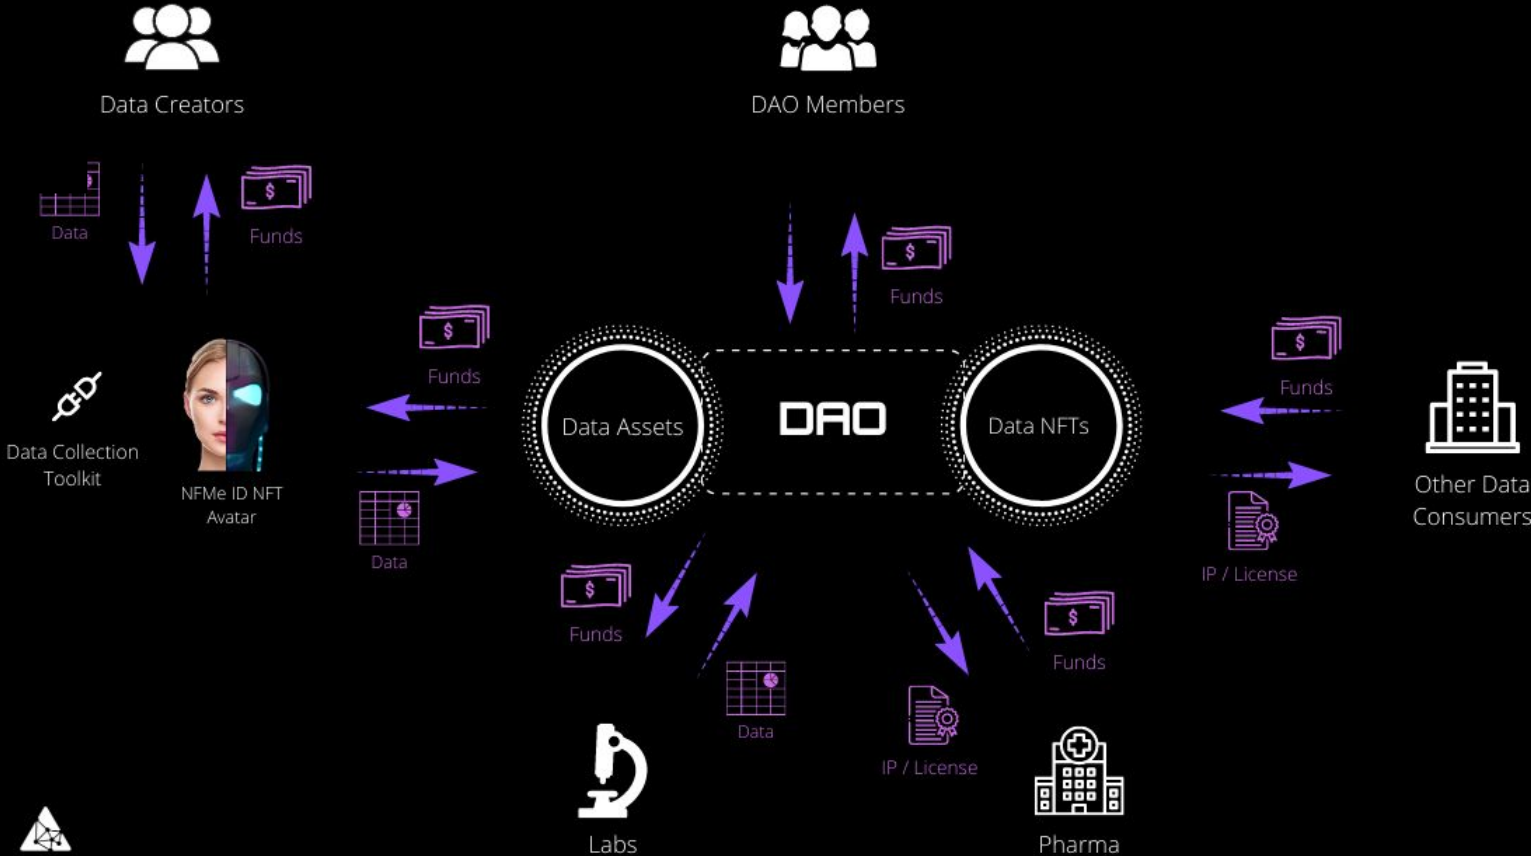 Data Creators
DAO Members
Data
$
Funds
$
Funds
$
Funds
$
Funds
Data Collection
Toolkit
NFMe ID NFT
Avatar
Data Assets
DAO
Data NFTs
Other Data
Consumers
Data
IP / License
$
Funds
$
Funds
Data
IP / License
Labs
Pharma